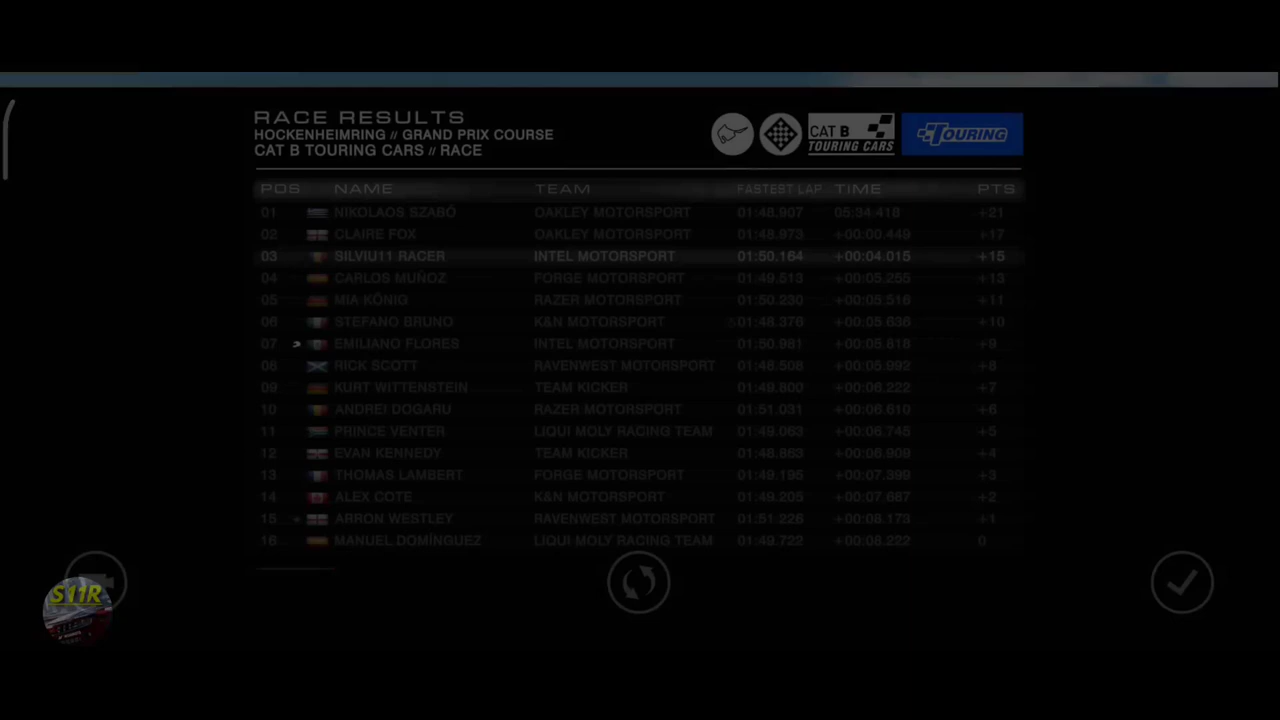 RACE RESULTS
HOCKENHEIMRING // GRAND PRIX COURSE
CAT B TOURING CARS // RACE
CAT B
TOURING CARS
TOURING
POS NAME TEAM FASTEST LAP TIME PTS
01 NIKOLAOS SZABÓ OAKLEY MOTORSPORT 01:48.907 05:34.418 +21
02 CLAIRE FOX OAKLEY MOTORSPORT 01:48.973 +00:00.449 +17
03 SILVIU11 RACER INTEL MOTORSPORT 01:50.164 +00:04.015 +15
04 CARLOS MUÑOZ FORGE MOTORSPORT 01:49.513 +00:05.255 +13
05 MIA KÖNIG RAZER MOTORSPORT 01:50.230 +00:05.516 +11
06 STEFANO BRUNO K&N MOTORSPORT 01:48.376 +00:05.636 +10
07 EMILIANO FLORES INTEL MOTORSPORT 01:50.981 +00:05.818 +9
08 RICK SCOTT RAVENWEST MOTORSPORT 01:48.508 +00:05.992 +8
09 KURT WITTENSTEIN TEAM KICKER 01:49.800 +00:06.222 +7
10 ANDREI DOGARU RAZER MOTORSPORT 01:51.031 +00:06.610 +6
11 PRINCE VENTER LIQUI MOLY RACING TEAM 01:49.063 +00:06.745 +5
12 EVAN KENNEDY TEAM KICKER 01:48.863 +00:06.909 +4
13 THOMAS LAMBERT FORGE MOTORSPORT 01:49.195 +00:07.399 +3
14 ALEX COTE K&N MOTORSPORT 01:49.205 +00:07.687 +2
15 ARRON WESTLEY RAVENWEST MOTORSPORT 01:51.226 +00:08.173 +1
16 MANUEL DOMÍNGUEZ LIQUI MOLY RACING TEAM 01:49.722 +00:08.222 0
S11R